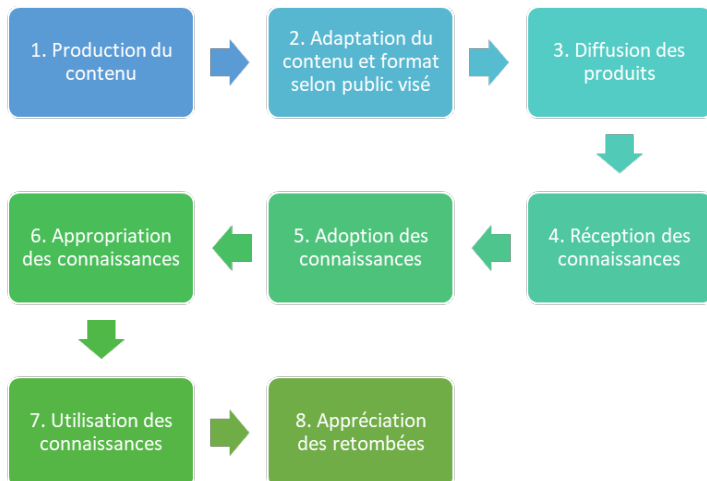 1. Production du
contenu
2. Adaptation du
contenu et format
selon public visé
3. Diffusion des
produits
4. Réception des
connaissances
5. Adoption des
connaissances
6. Appropriation
des connaissances
7. Utilisation des
connaissances
8. Appréciation
des retombées